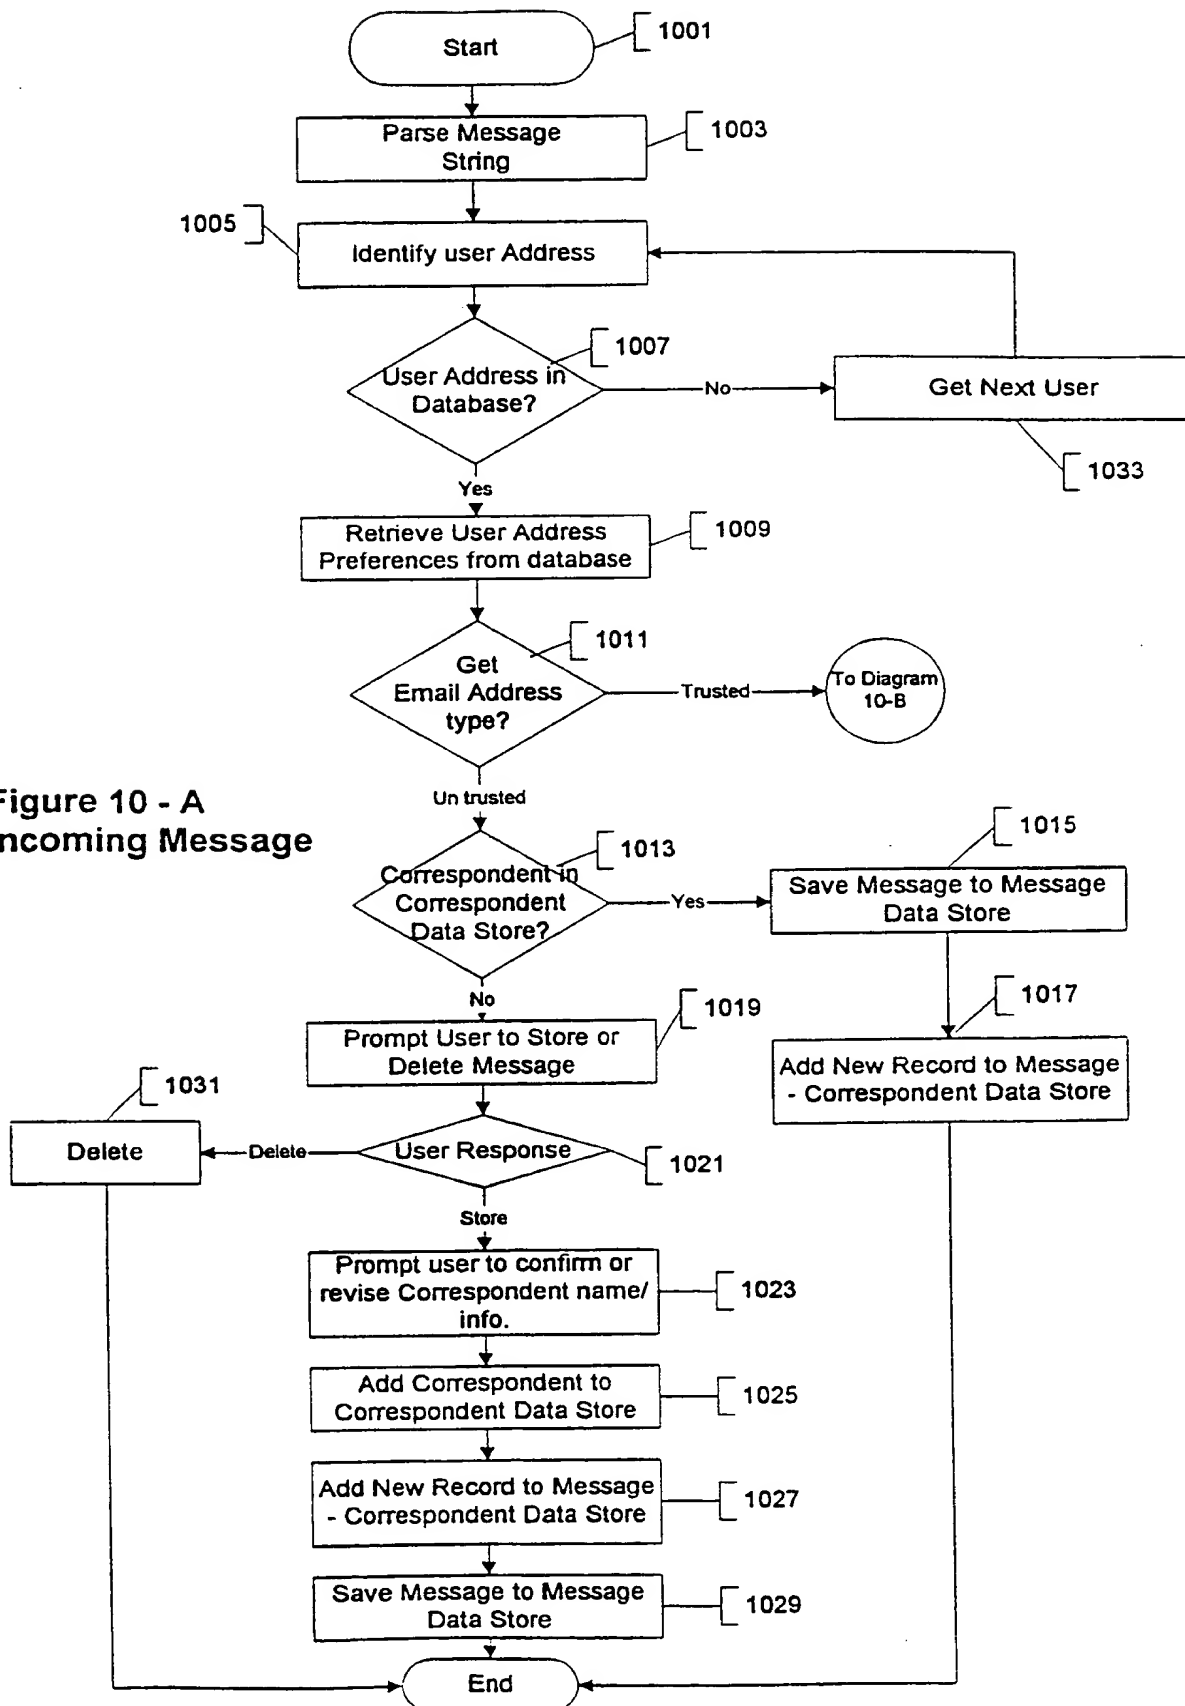 Start
1001
Parse Message
String
1003
1005
Identify user Address
1007
User Address in
Database?
No
Get Next User
1033
Yes
Retrieve User Address
Preferences from database
1009
1011
Get
Email Address
type?
Trusted
To Diagram
10-B
Un trusted
Figure 10 - A
Incoming Message
1013
Correspondent in
Correspondent
Data Store?
Yes
1015
Save Message to Message
Data Store
No
1017
Add New Record to Message
- Correspondent Data Store
Prompt User to Store or
Delete Message
1019
1031
Delete
Delete
User Response
1021
Store
Prompt user to confirm or
revise Correspondent name/
info.
1023
Add Correspondent to
Correspondent Data Store
1025
Add New Record to Message
- Correspondent Data Store
1027
Save Message to Message
Data Store
1029
End